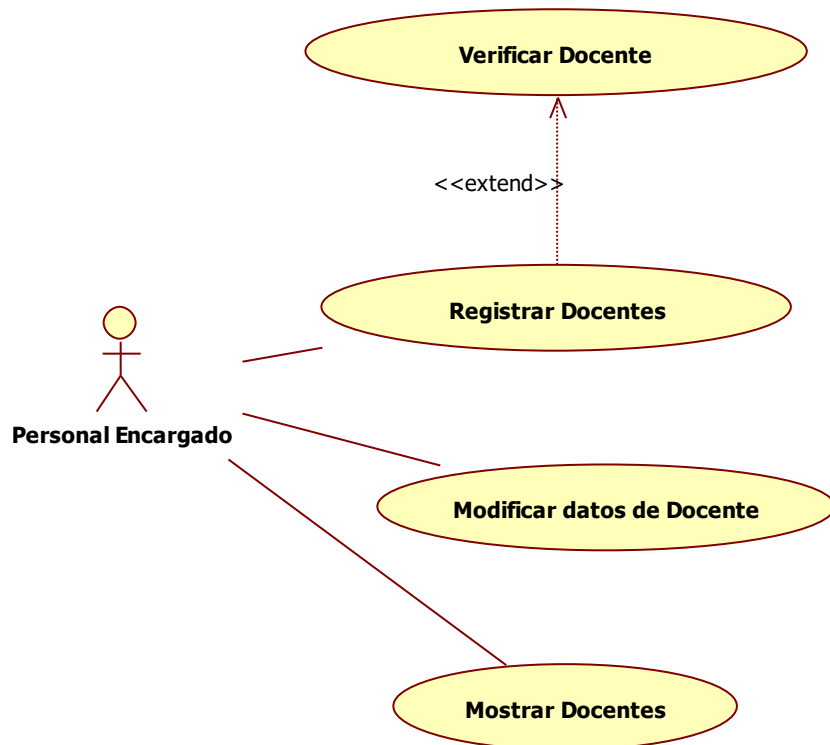 Verificar Docente
<<extend>>
Registrar Docentes
Personal Encargado
Modificar datos de Docente
Mostrar Docentes